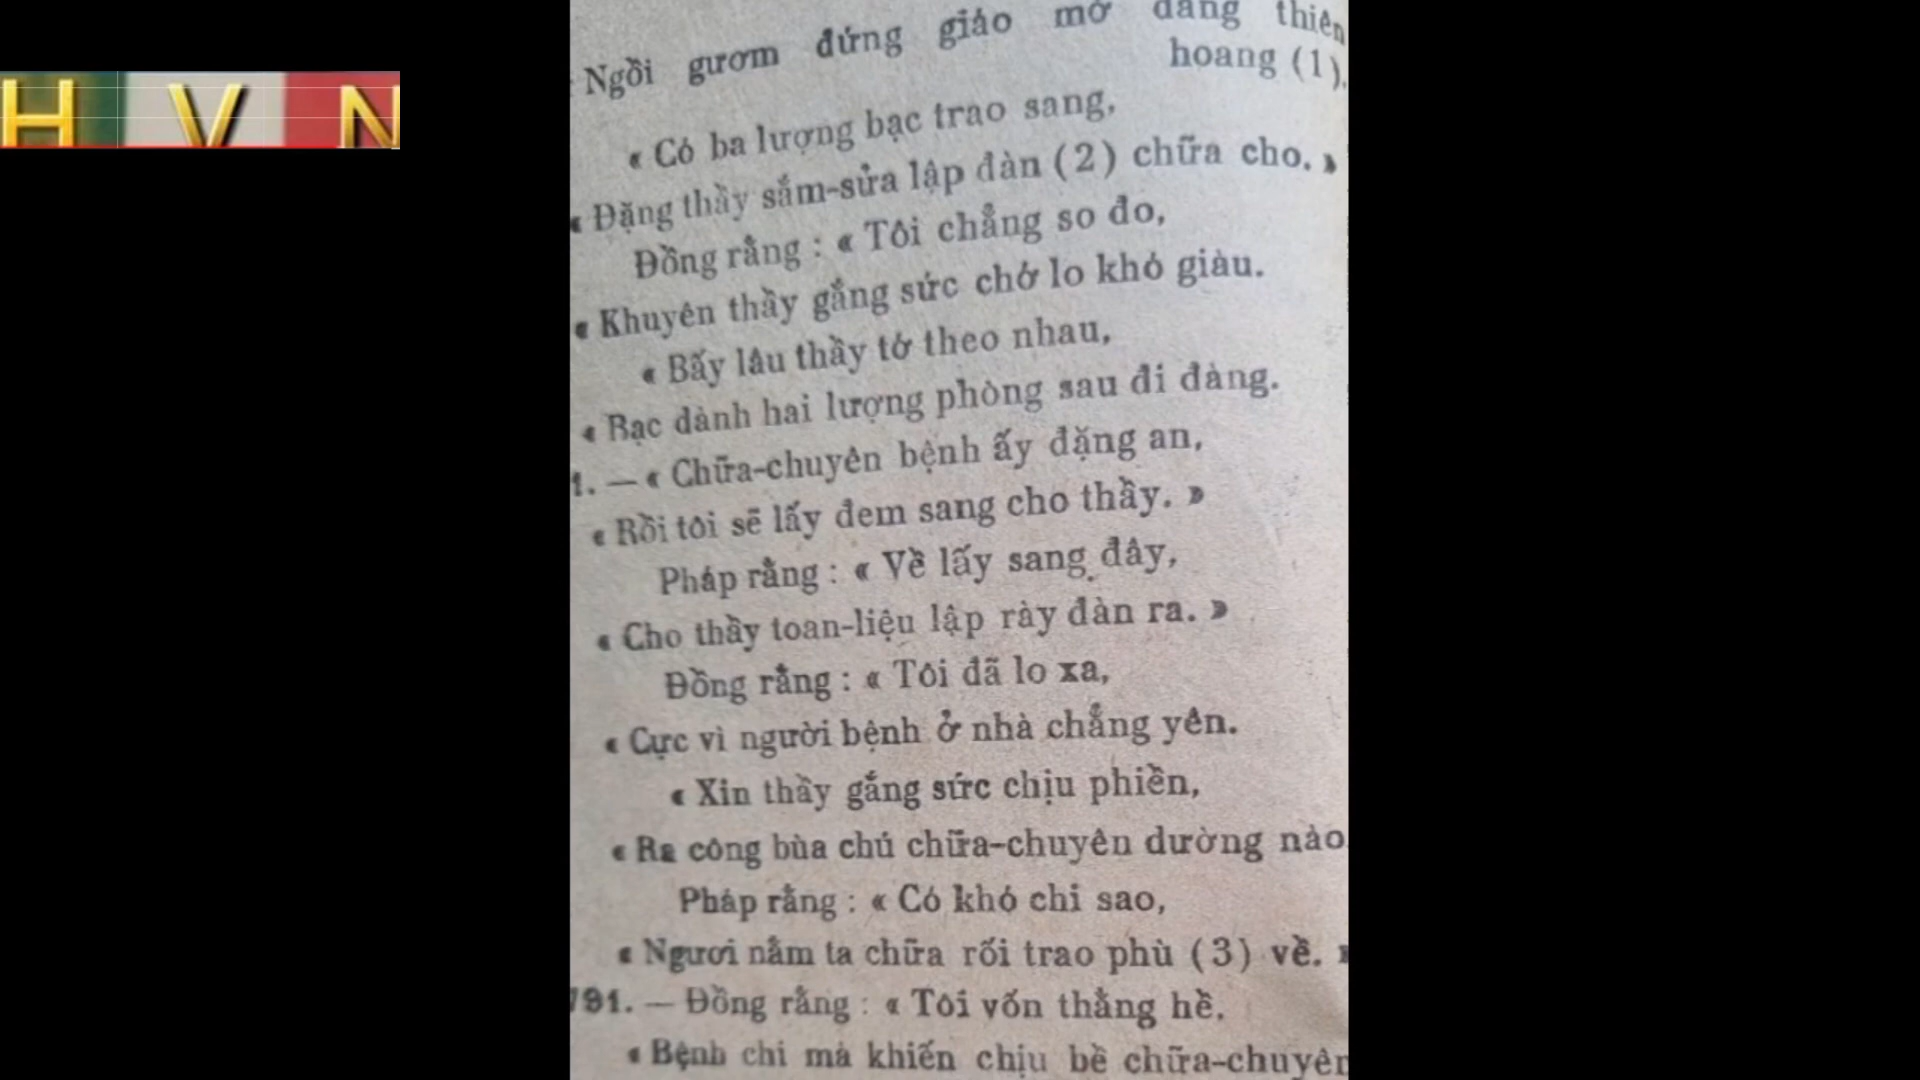 H V N
Ngồi gươm đứng giáo mở đàng thiên
hoang (1).
« Có ba lượng bạc trao sang,
« Đặng thầy sắm-sửa lập đàn (2) chữa cho. »
Đồng rằng : « Tôi chẳng so đo,
« Khuyên thầy gắng sức chớ lo khó giàu.
« Bấy lâu thầy tớ theo nhau,
« Bạc dành hai lượng phòng sau đi đàng.
1. — « Chữa-chuyên bệnh ấy đặng an,
« Rồi tôi sẽ lấy đem sang cho thầy. »
Pháp rằng : « Về lấy sang đây,
« Cho thầy toan-liệu lập rày đàn ra. »
Đồng rằng : « Tôi đã lo xa,
« Cực vì người bệnh ở nhà chẳng yên.
« Xin thầy gắng sức chịu phiền,
« Ra công bùa chú chữa-chuyên dường nào
Pháp rằng : « Có khó chi sao,
« Ngươi nằm ta chữa rối trao phù (3) về. »
791. — Đồng rằng : « Tôi vốn thằng hề,
« Bệnh chi mà khiến chịu bề chữa-chuyên